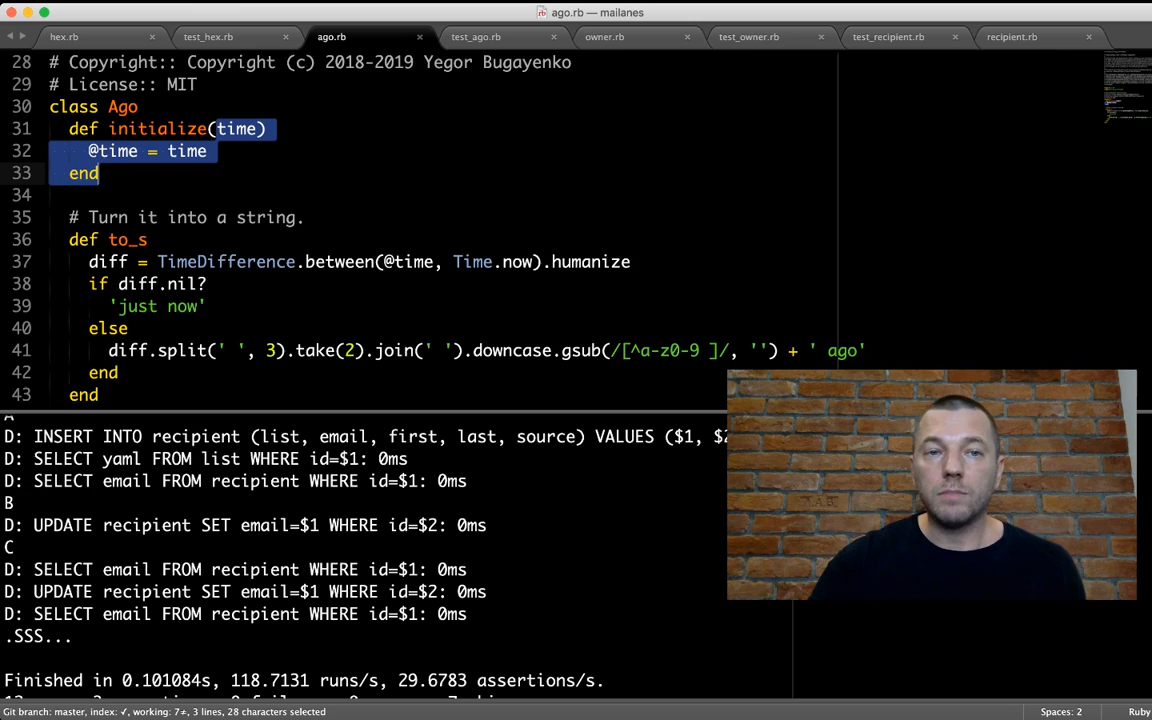 ago.rb — mailanes
hex.rb × test_hex.rb × ago.rb × test_ago.rb × owner.rb × test_owner.rb × test_recipient.rb × recipient.rb ×
28 # Copyright:: Copyright (c) 2018-2019 Yegor Bugayenko
29 # License:: MIT
30 class Ago
31 def initialize(time)
32 @time = time
33 end
34
35 # Turn it into a string.
36 def to_s
37 diff = TimeDifference.between(@time, Time.now).humanize
38 if diff.nil?
39 'just now'
40 else
41 diff.split(' ', 3).take(2).join(' ').downcase.gsub(/[^a-z0-9 ]/, '') + ' ago'
42 end
43 end
A
D: INSERT INTO recipient (list, email, first, last, source) VALUES ($1, $2
D: SELECT yaml FROM list WHERE id=$1: 0ms
D: SELECT email FROM recipient WHERE id=$1: 0ms
B
D: UPDATE recipient SET email=$1 WHERE id=$2: 0ms
C
D: SELECT email FROM recipient WHERE id=$1: 0ms
D: UPDATE recipient SET email=$1 WHERE id=$2: 0ms
D: SELECT email FROM recipient WHERE id=$1: 0ms
.SSS...
Finished in 0.101084s, 118.7131 runs/s, 29.6783 assertions/s.
Git branch: master, index: ✓, working: 7≠, 3 lines, 28 characters selected
Spaces: 2
Ruby